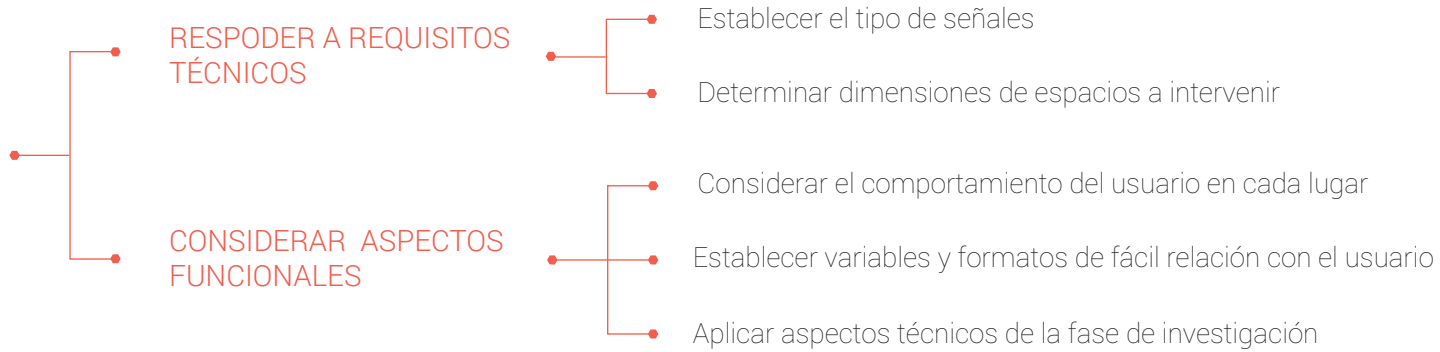 RESPODER A REQUISITOS
TÉCNICOS
Establecer el tipo de señales
Determinar dimensiones de espacios a intervenir
CONSIDERAR ASPECTOS
FUNCIONALES
Considerar el comportamiento del usuario en cada lugar
Establecer variables y formatos de fácil relación con el usuario
Aplicar aspectos técnicos de la fase de investigación